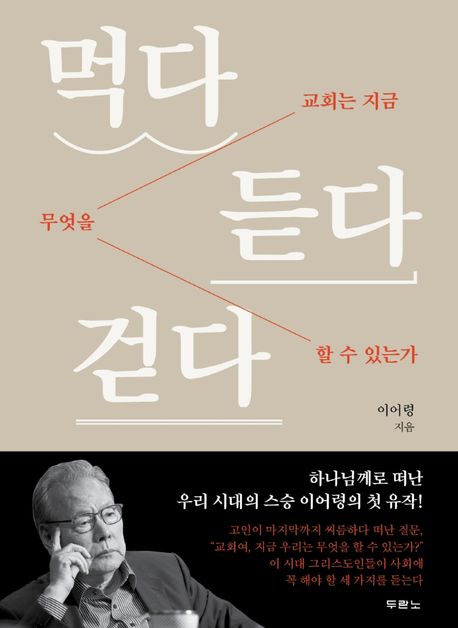 먹다
교회는 지금
듣다
무엇을
걷다
할 수 있는가
이어령
지음
하나님께로 떠난
우리 시대의 스승 이어령의 첫 유작!
고인이 마지막까지 씨름하다 떠난 질문,
“교회여, 지금 우리는 무엇을 할 수 있는가?”
이 시대 그리스도인들이 사회에
꼭 해야 할 세 가지를 듣는다
두란노